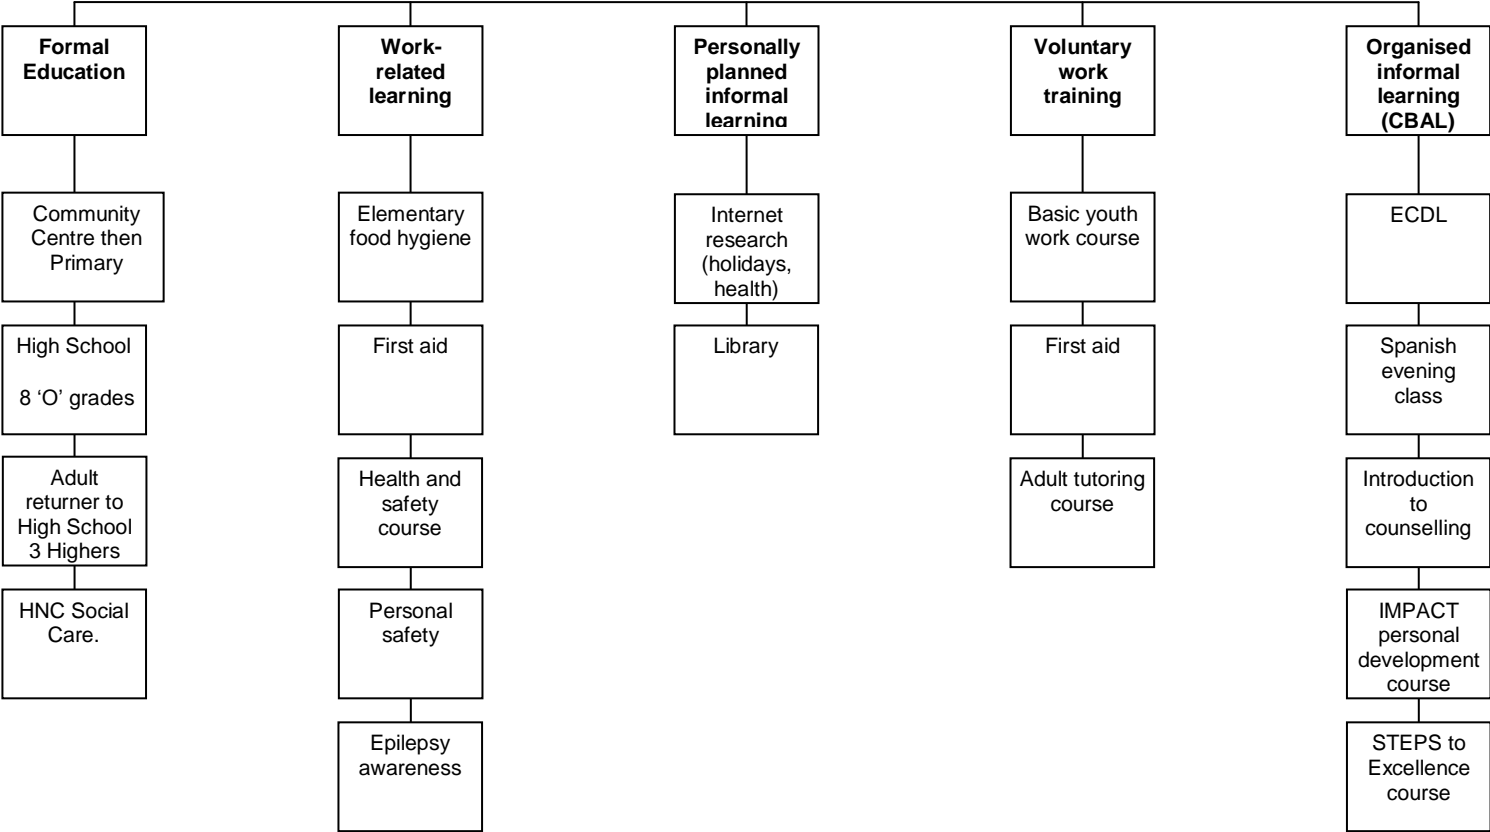 Formal
Education
Work-
related
learning
Personally
planned
informal
learning
Voluntary
work
training
Organised
informal
learning
(CBAL)
Community
Centre then
Primary
Elementary
food hygiene
Internet
research
(holidays,
health)
Basic youth
work course
ECDL
High School
8 ‘O’ grades
First aid
Library
First aid
Spanish
evening
class
Adult
returner to
High School
3 Highers
Health and
safety
course
Adult tutoring
course
Introduction
to
counselling
HNC Social
Care.
Personal
safety
IMPACT
personal
development
course
Epilepsy
awareness
STEPS to
Excellence
course